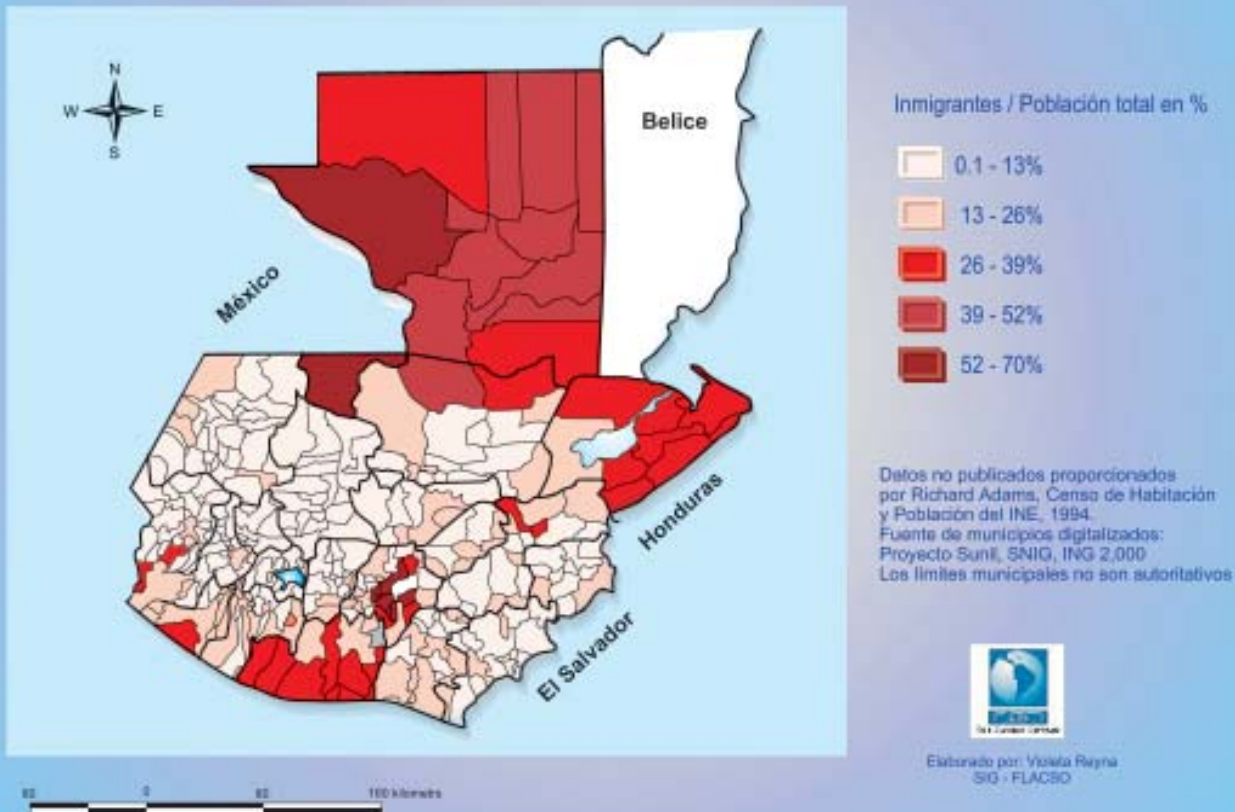 N
W E
S
Belice
México
Honduras
El Salvador
Inmigrantes / Población total en %
0.1 - 13%
13 - 26%
26 - 39%
39 - 52%
52 - 70%
Datos no publicados proporcionados
por Richard Adams, Censo de Habitación
y Población del INE, 1994.
Fuente de municipios digitalizados:
Proyecto Sunil, SNIG, ING 2,000
Los límites municipales no son autoritativos
Elaborado por: Violeta Reyna
SIG - FLACSO
0